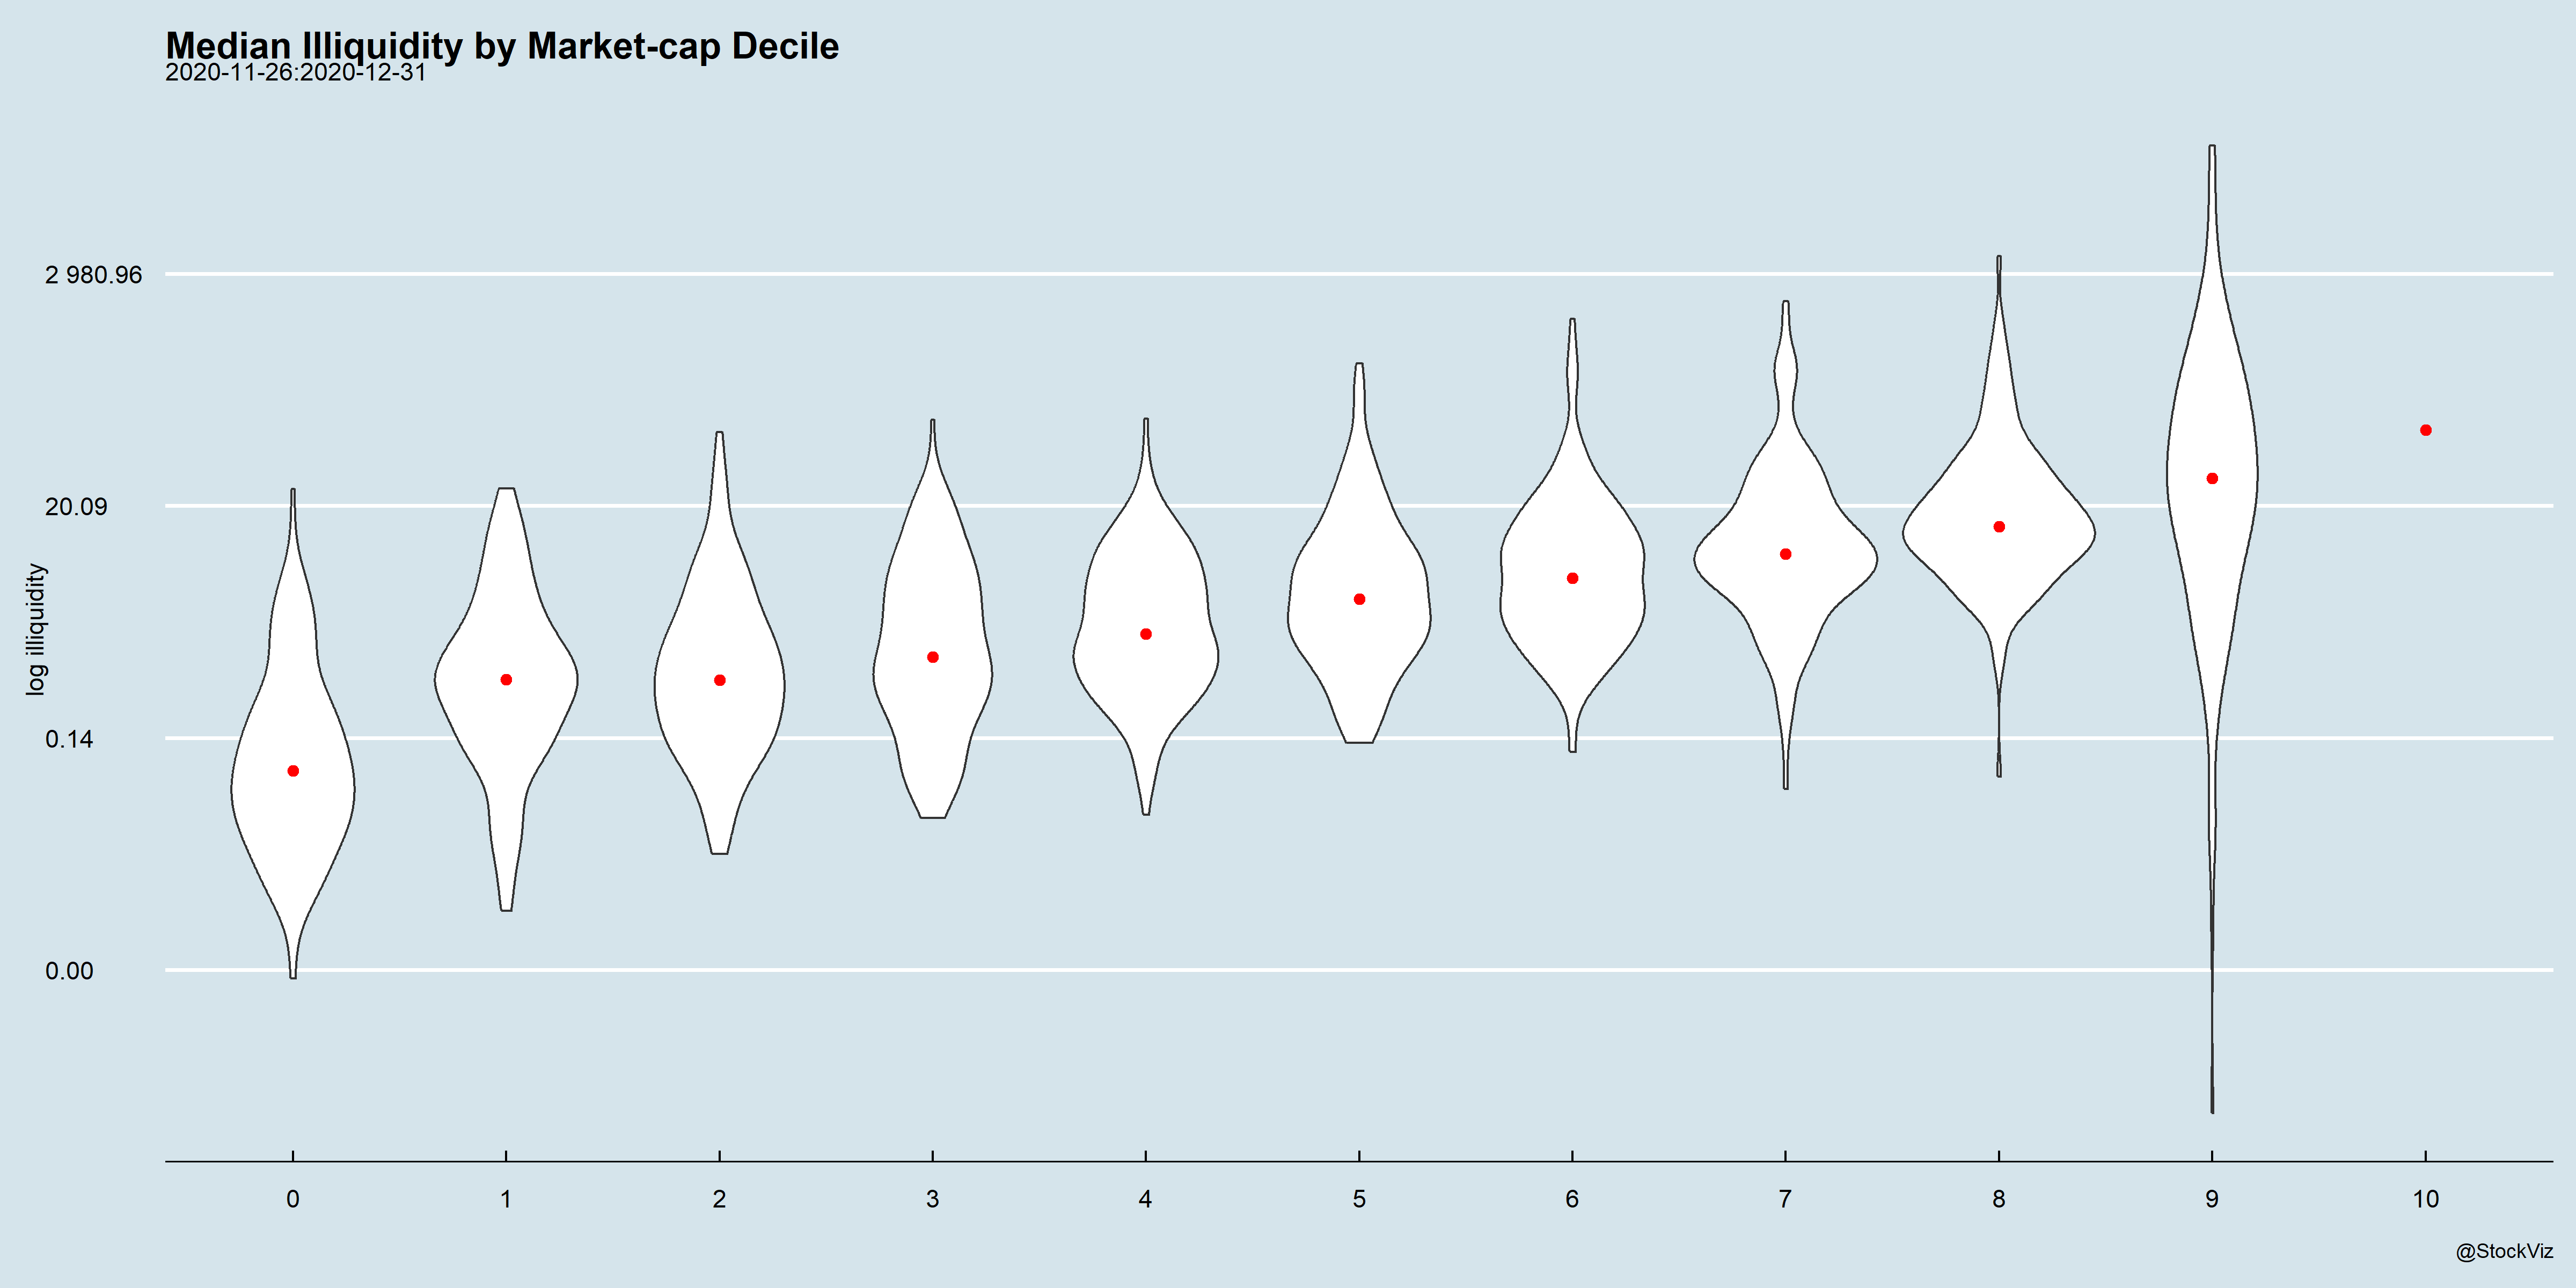 Median Illiquidity by Market-cap Decile
2020-11-26:2020-12-31
2 980.96
20.09
0.14
0.00
log illiquidity
0 1 2 3 4 5 6 7 8 9 10
@StockViz